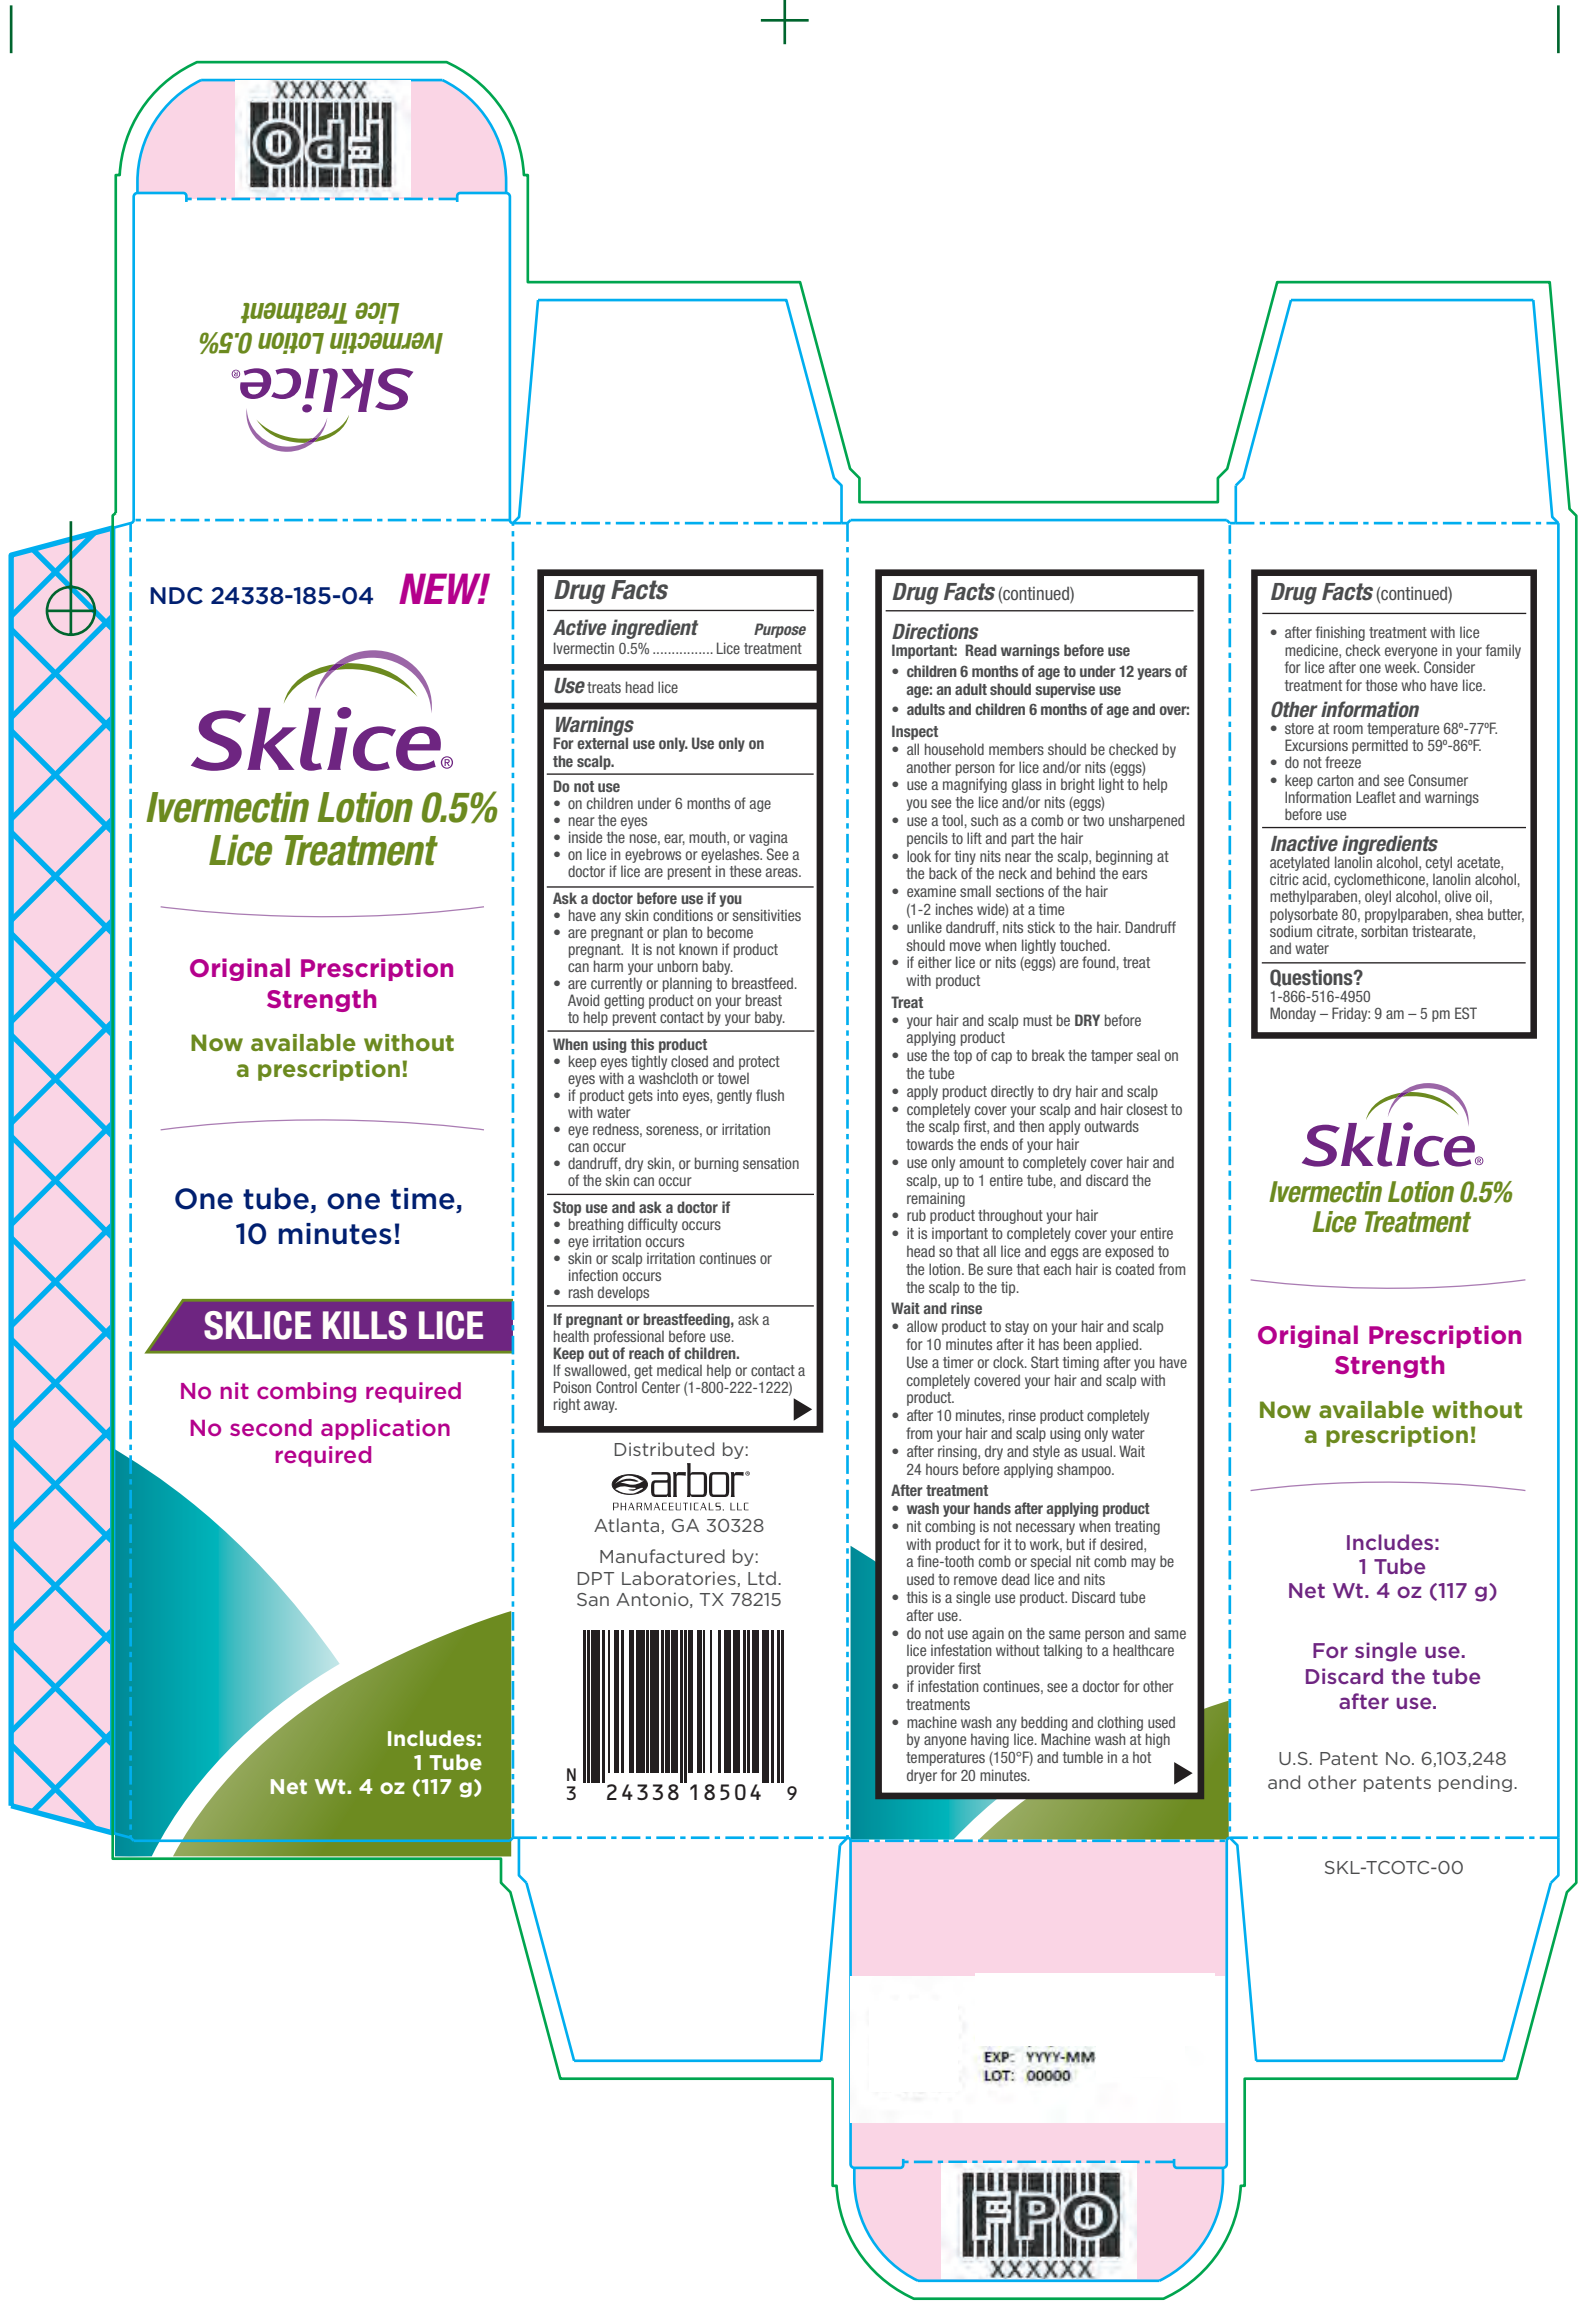 XXXXXX
FPO
Sklice®
Ivermectin Lotion 0.5%
Lice Treatment
NDC 24338-185-04 NEW!
Sklice®
Ivermectin Lotion 0.5%
Lice Treatment
Original Prescription
Strength
Now available without
a prescription!
One tube, one time,
10 minutes!
SKLICE KILLS LICE
No nit combing required
No second application
required
Includes:
1 Tube
Net Wt. 4 oz (117 g)
Drug Facts
Active ingredient Purpose
Ivermectin 0.5% ................ Lice treatment
Use treats head lice
Warnings
For external use only. Use only on
the scalp.
Do not use
• on children under 6 months of age
• near the eyes
• inside the nose, ear, mouth, or vagina
• on lice in eyebrows or eyelashes. See a
doctor if lice are present in these areas.
Ask a doctor before use if you
• have any skin conditions or sensitivities
• are pregnant or plan to become
pregnant. It is not known if product
can harm your unborn baby.
• are currently or planning to breastfeed.
Avoid getting product on your breast
to help prevent contact by your baby.
When using this product
• keep eyes tightly closed and protect
eyes with a washcloth or towel
• if product gets into eyes, gently flush
with water
• eye redness, soreness, or irritation
can occur
• dandruff, dry skin, or burning sensation
of the skin can occur
Stop use and ask a doctor if
• breathing difficulty occurs
• eye irritation occurs
• skin or scalp irritation continues or
infection occurs
• rash develops
If pregnant or breastfeeding, ask a
health professional before use.
Keep out of reach of children.
If swallowed, get medical help or contact a
Poison Control Center (1-800-222-1222)
right away.
Distributed by:
arbor®
PHARMACEUTICALS, LLC
Atlanta, GA 30328
Manufactured by:
DPT Laboratories, Ltd.
San Antonio, TX 78215
N
3 24338 18504 9
Drug Facts (continued)
Directions
Important: Read warnings before use
• children 6 months of age to under 12 years of
age: an adult should supervise use
• adults and children 6 months of age and over:
Inspect
• all household members should be checked by
another person for lice and/or nits (eggs)
• use a magnifying glass in bright light to help
you see the lice and/or nits (eggs)
• use a tool, such as a comb or two unsharpened
pencils to lift and part the hair
• look for tiny nits near the scalp, beginning at
the back of the neck and behind the ears
• examine small sections of the hair
(1-2 inches wide) at a time
• unlike dandruff, nits stick to the hair. Dandruff
should move when lightly touched.
• if either lice or nits (eggs) are found, treat
with product
Treat
• your hair and scalp must be DRY before
applying product
• use the top of cap to break the tamper seal on
the tube
• apply product directly to dry hair and scalp
• completely cover your scalp and hair closest to
the scalp first, and then apply outwards
towards the ends of your hair
• use only amount to completely cover hair and
scalp, up to 1 entire tube, and discard the
remaining
• rub product throughout your hair
• it is important to completely cover your entire
head so that all lice and eggs are exposed to
the lotion. Be sure that each hair is coated from
the scalp to the tip.
Wait and rinse
• allow product to stay on your hair and scalp
for 10 minutes after it has been applied.
Use a timer or clock. Start timing after you have
completely covered your hair and scalp with
product.
• after 10 minutes, rinse product completely
from your hair and scalp using only water
• after rinsing, dry and style as usual. Wait
24 hours before applying shampoo.
After treatment
• wash your hands after applying product
• nit combing is not necessary when treating
with product for it to work, but if desired,
a fine-tooth comb or special nit comb may be
used to remove dead lice and nits
• this is a single use product. Discard tube
after use.
• do not use again on the same person and same
lice infestation without talking to a healthcare
provider first
• if infestation continues, see a doctor for other
treatments
• machine wash any bedding and clothing used
by anyone having lice. Machine wash at high
temperatures (150°F) and tumble in a hot
dryer for 20 minutes.
Drug Facts (continued)
• after finishing treatment with lice
medicine, check everyone in your family
for lice after one week. Consider
treatment for those who have lice.
Other information
• store at room temperature 68º-77ºF.
Excursions permitted to 59º-86ºF.
• do not freeze
• keep carton and see Consumer
Information Leaflet and warnings
before use
Inactive ingredients
acetylated lanolin alcohol, cetyl acetate,
citric acid, cyclomethicone, lanolin alcohol,
methylparaben, oleyl alcohol, olive oil,
polysorbate 80, propylparaben, shea butter,
sodium citrate, sorbitan tristearate,
and water
Questions?
1-866-516-4950
Monday – Friday: 9 am – 5 pm EST
Sklice®
Ivermectin Lotion 0.5%
Lice Treatment
Original Prescription
Strength
Now available without
a prescription!
Includes:
1 Tube
Net Wt. 4 oz (117 g)
For single use.
Discard the tube
after use.
U.S. Patent No. 6,103,248
and other patents pending.
SKL-TCOTC-00
EXP: YYYY-MM
LOT: 00000
FPO
XXXXXX